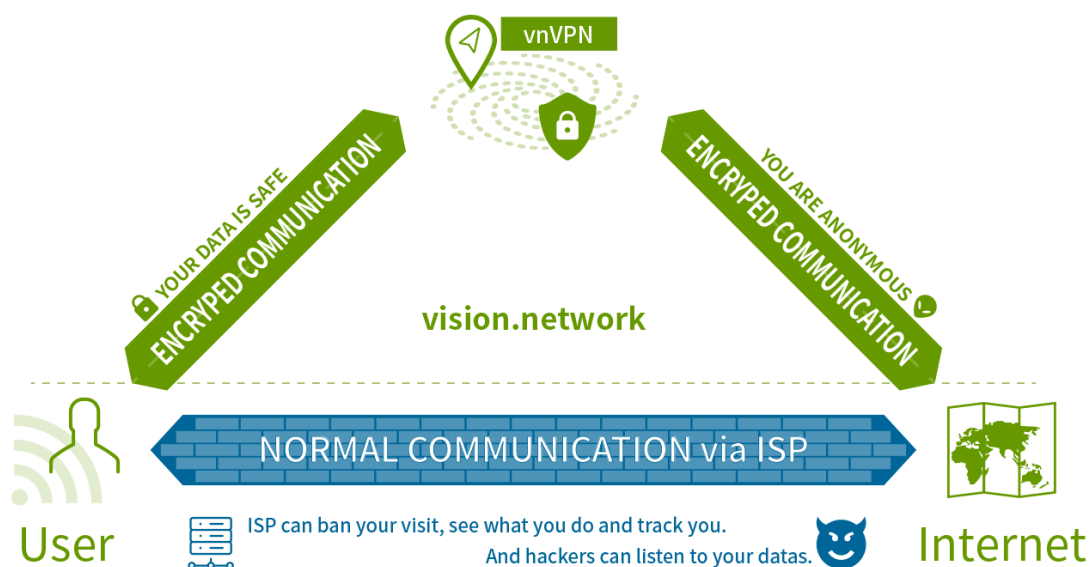 vnVPN
YOUR DATA IS SAFE
ENCRYPED COMMUNICATION
YOU ARE ANONYMOUS
ENCRYPED COMMUNICATION
vision.network
NORMAL COMMUNICATION via ISP
User
ISP can ban your visit, see what you do and track you.
And hackers can listen to your datas.
Internet